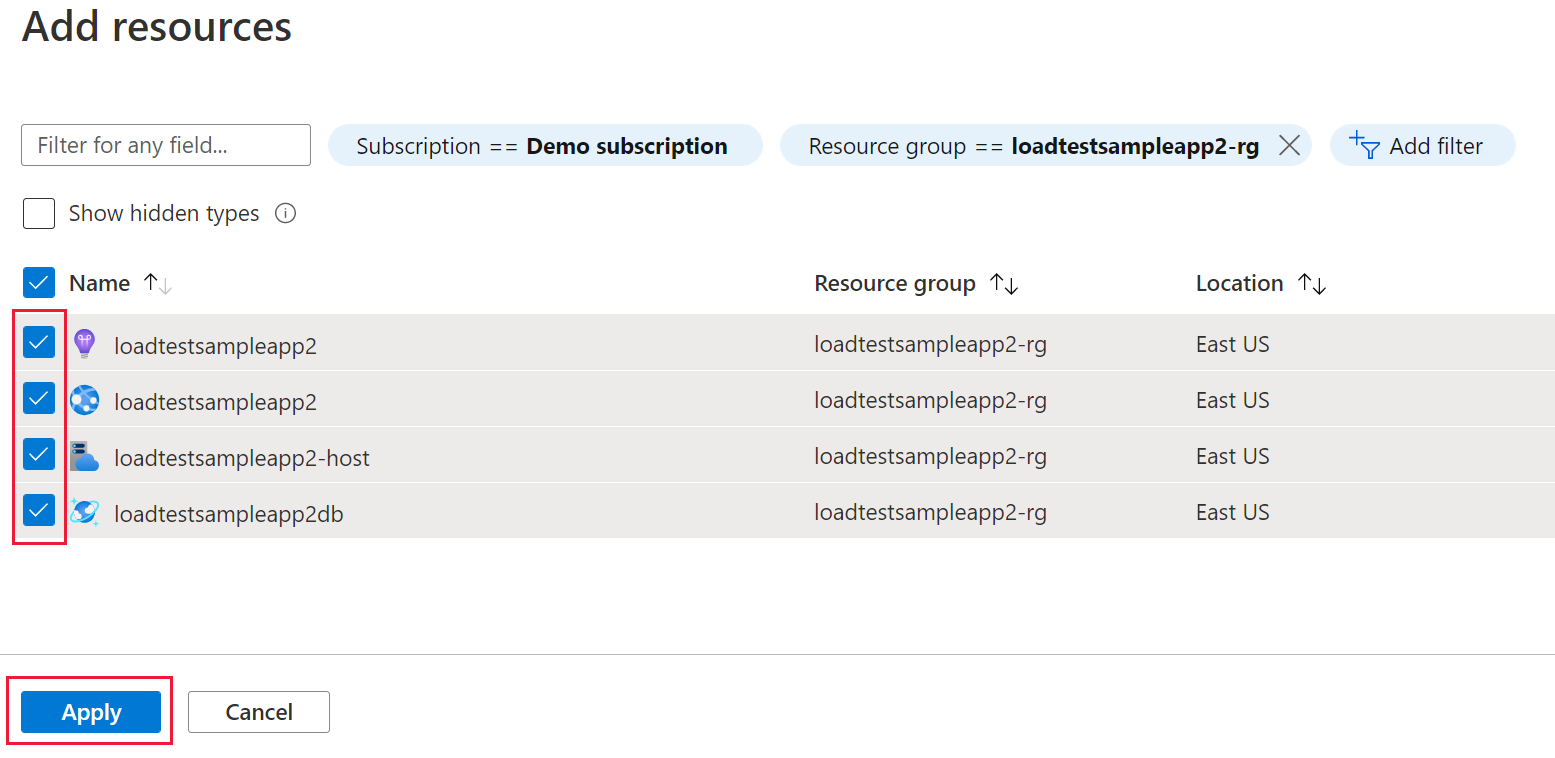 Add resources
Filter for any field... Subscription == Demo subscription Resource group == loadtestsampleapp2-rg Add filter
Show hidden types
Name Resource group Location
loadtestsampleapp2 loadtestsampleapp2-rg East US
loadtestsampleapp2 loadtestsampleapp2-rg East US
loadtestsampleapp2-host loadtestsampleapp2-rg East US
loadtestsampleapp2db loadtestsampleapp2-rg East US
Apply Cancel